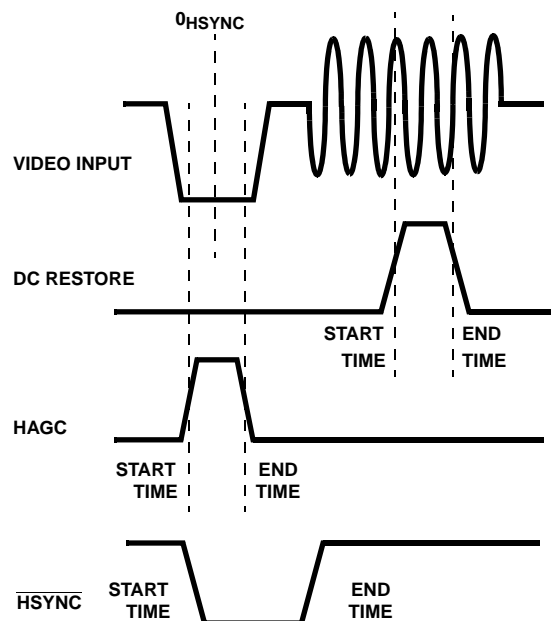 0HSYNC
VIDEO INPUT
DC RESTORE
START
TIME
END
TIME
HAGC
START
TIME
END
TIME
HSYNC
START
TIME
END
TIME